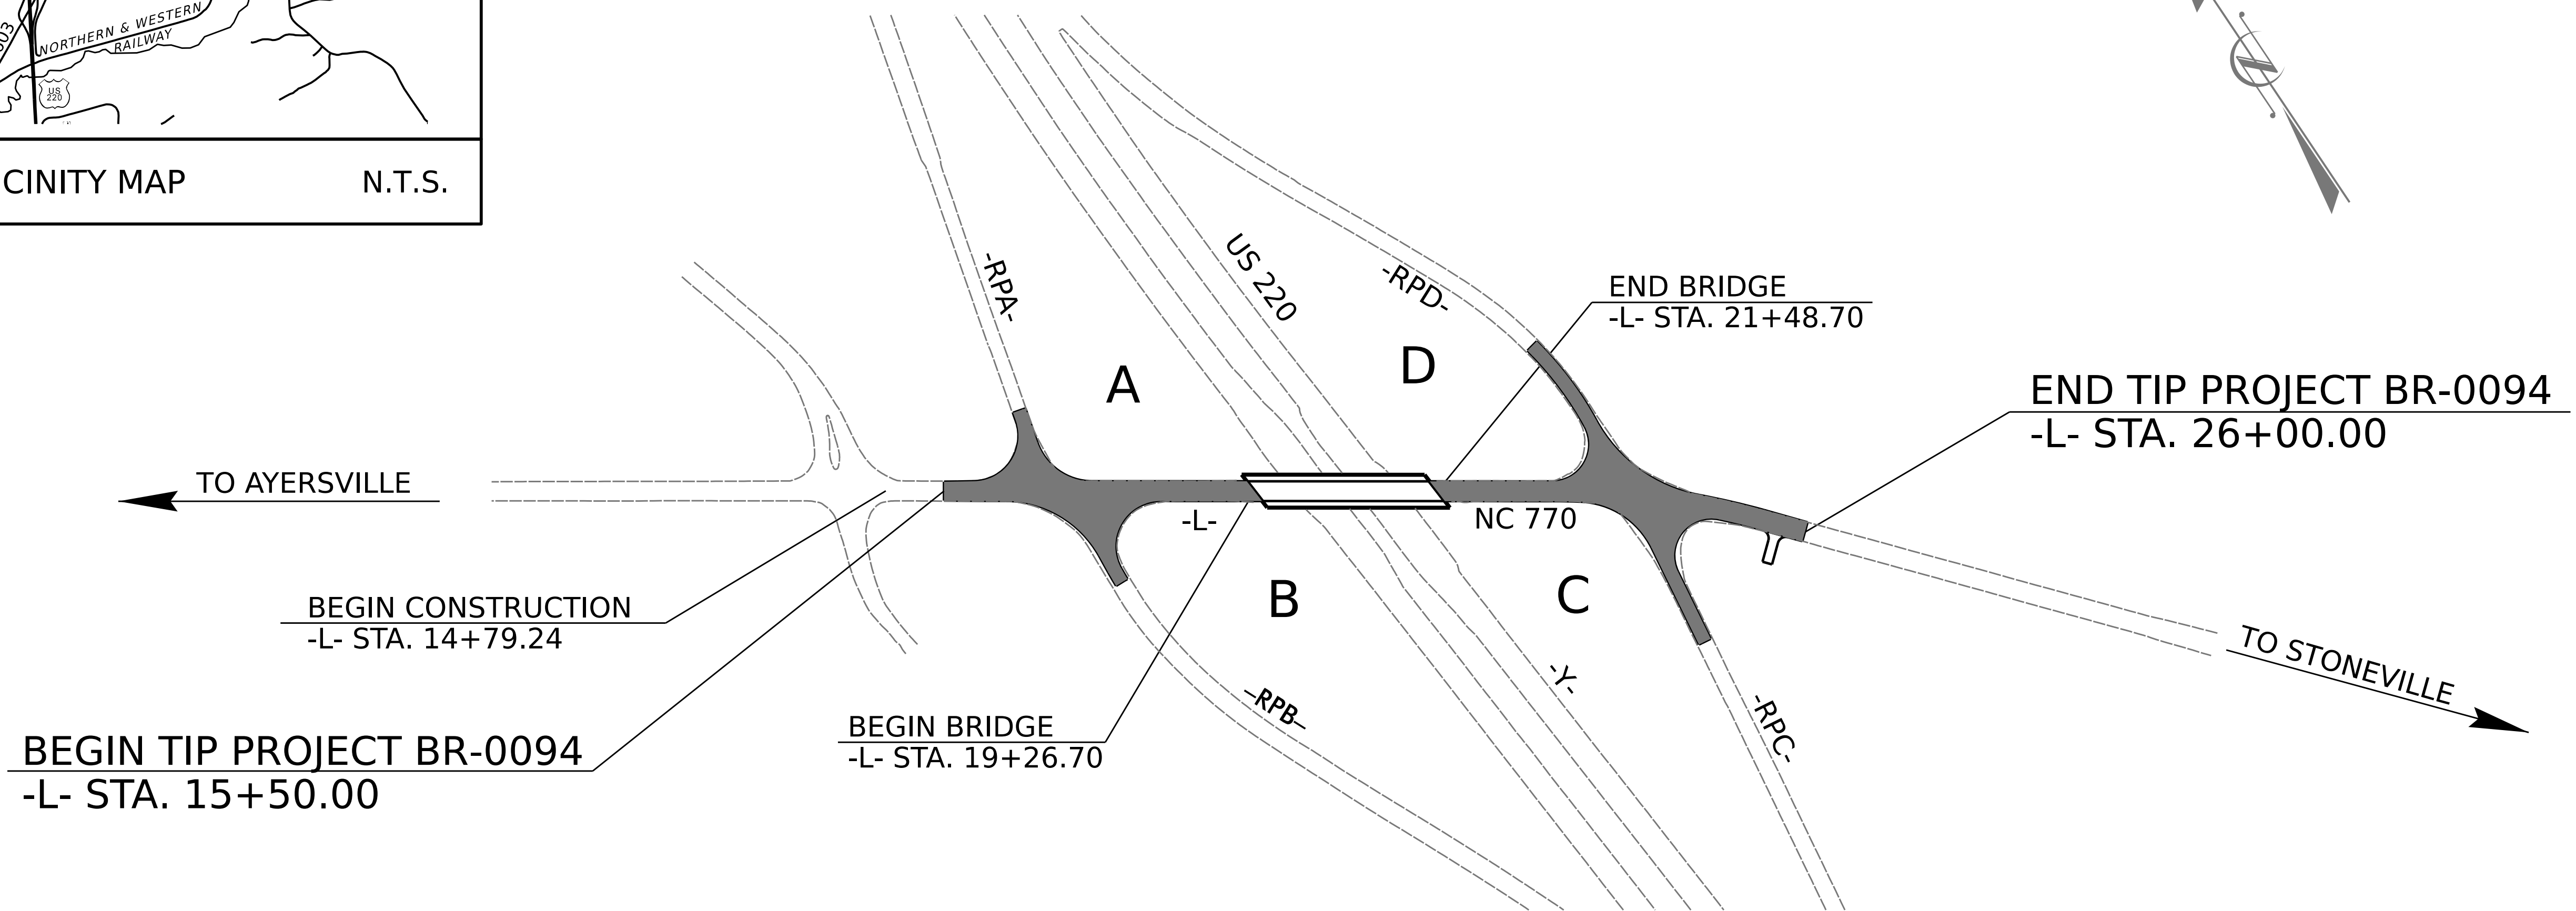 NORTHERN & WESTERN
RAILWAY
US
220
CINITY MAP
N.T.S.
-RPA-
US 220
-RPD-
A
D
END BRIDGE
-L- STA. 21+48.70
END TIP PROJECT BR-0094
-L- STA. 26+00.00
TO AYERSVILLE
-L-
NC 770
BEGIN CONSTRUCTION
-L- STA. 14+79.24
B
C
BEGIN TIP PROJECT BR-0094
-L- STA. 15+50.00
BEGIN BRIDGE
-L- STA. 19+26.70
-RPB-
-Y-
-RPC-
TO STONEVILLE